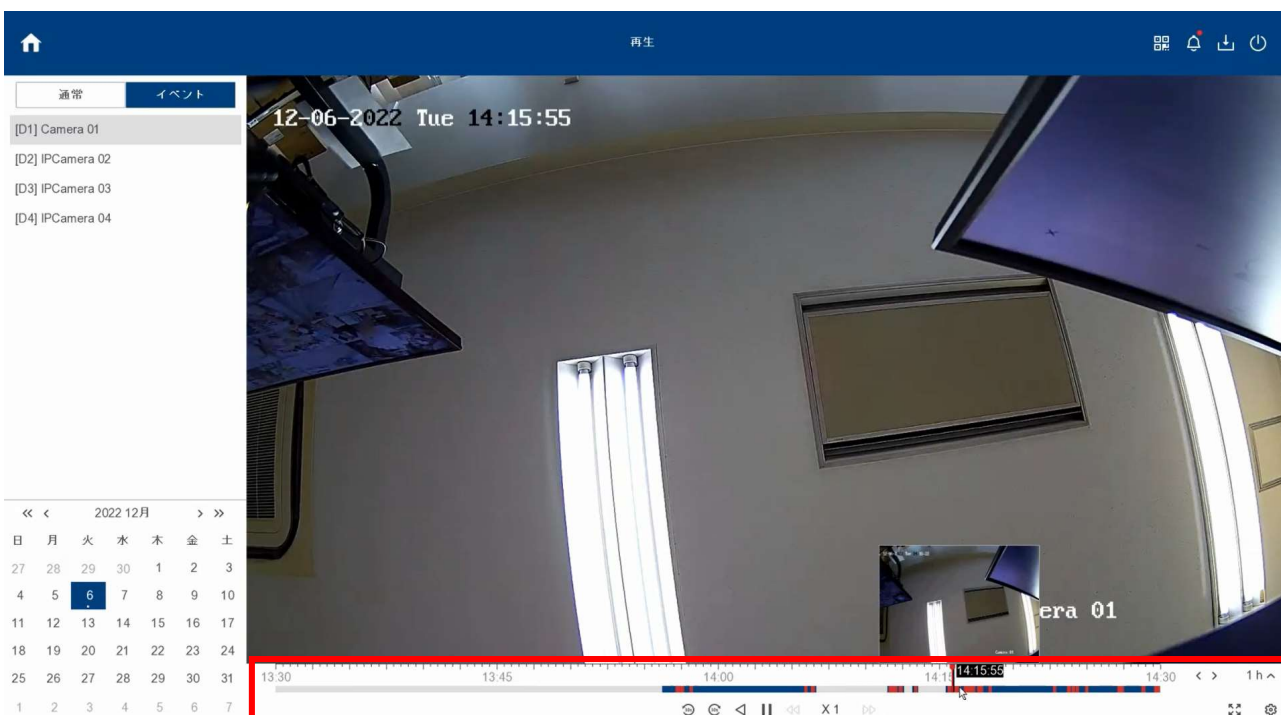 再生
通常 イベント
[D1] Camera 01
[D2] IPCamera 02
[D3] IPCamera 03
[D4] IPCamera 04
12-06-2022 Tue 14:15:55
era 01
« < 2022 12月 > »
日 月 火 水 木 金 土
27 28 29 30 1 2 3
4 5 6 7 8 9 10
11 12 13 14 15 16 17
18 19 20 21 22 23 24
25 26 27 28 29 30 31
1 2 3 4 5 6 7
13:30 13:45 14:00 14:15 14:15:55 14:30 < > 1 h
X 1